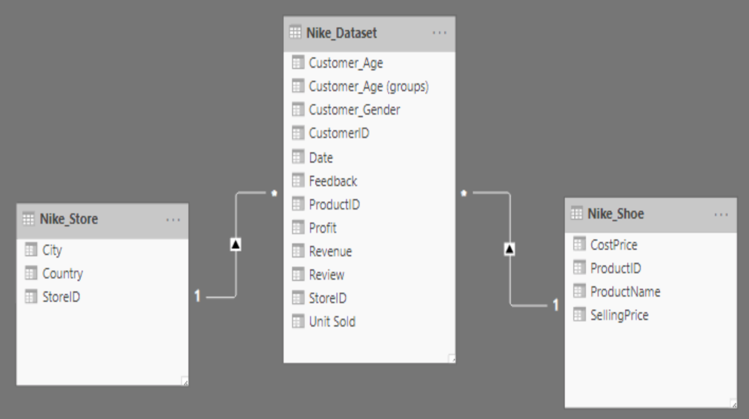 Nike_Dataset
Customer_Age
Customer_Age (groups)
Customer_Gender
CustomerID
Date
Feedback
ProductID
Profit
Revenue
Review
StoreID
Unit Sold
Nike_Store
City
Country
StoreID
1
Nike_Shoe
CostPrice
ProductID
ProductName
SellingPrice
1